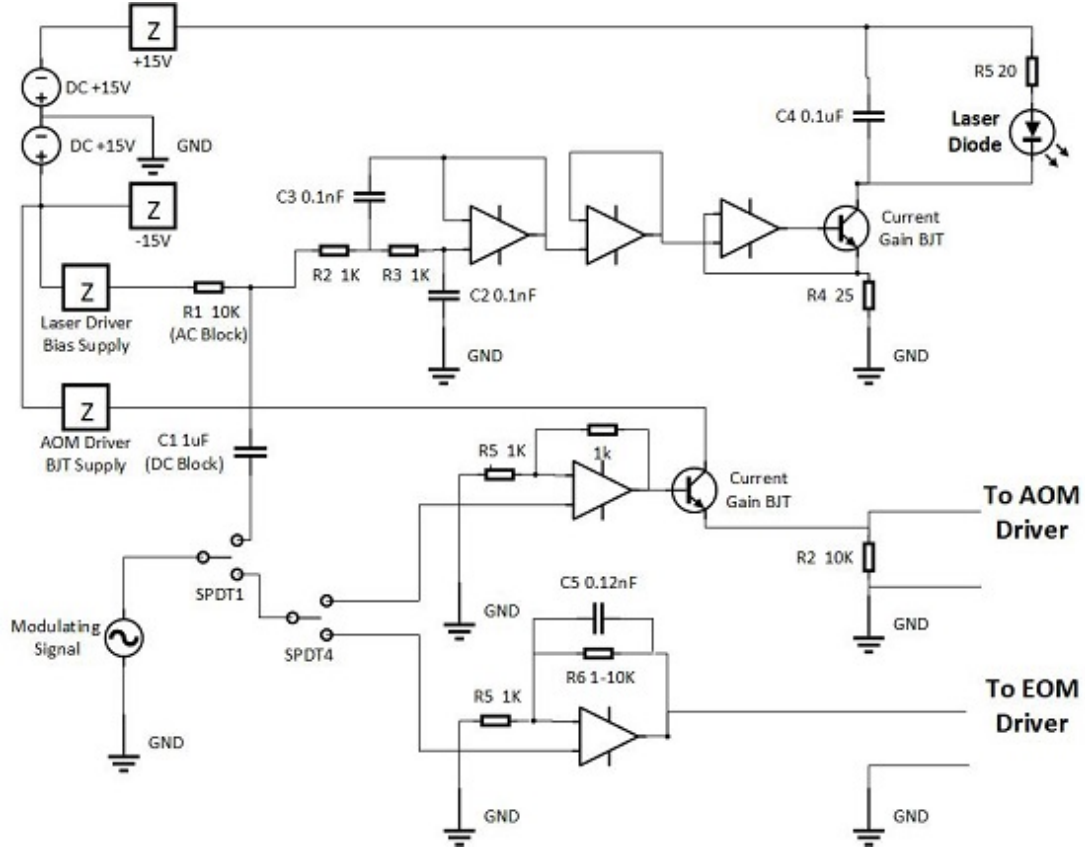 Z
+15V
−
+
DC +15V
−
+
DC +15V
GND
Z
-15V
R5 20
C4 0.1uF
Laser
Diode
C3 0.1nF
Current
Gain BJT
R2 1K
R3 1K
C2 0.1nF
R4 25
Z
Laser Driver
Bias Supply
R1 10K
(AC Block)
GND
GND
Z
AOM Driver
BJT Supply
C1 1uF
(DC Block)
R5 1K
1k
Current
Gain BJT
To AOM
Driver
R2 10K
SPDT1
C5 0.12nF
GND
GND
Modulating
Signal
SPDT4
R6 1-10K
R5 1K
To EOM
Driver
GND
GND
GND